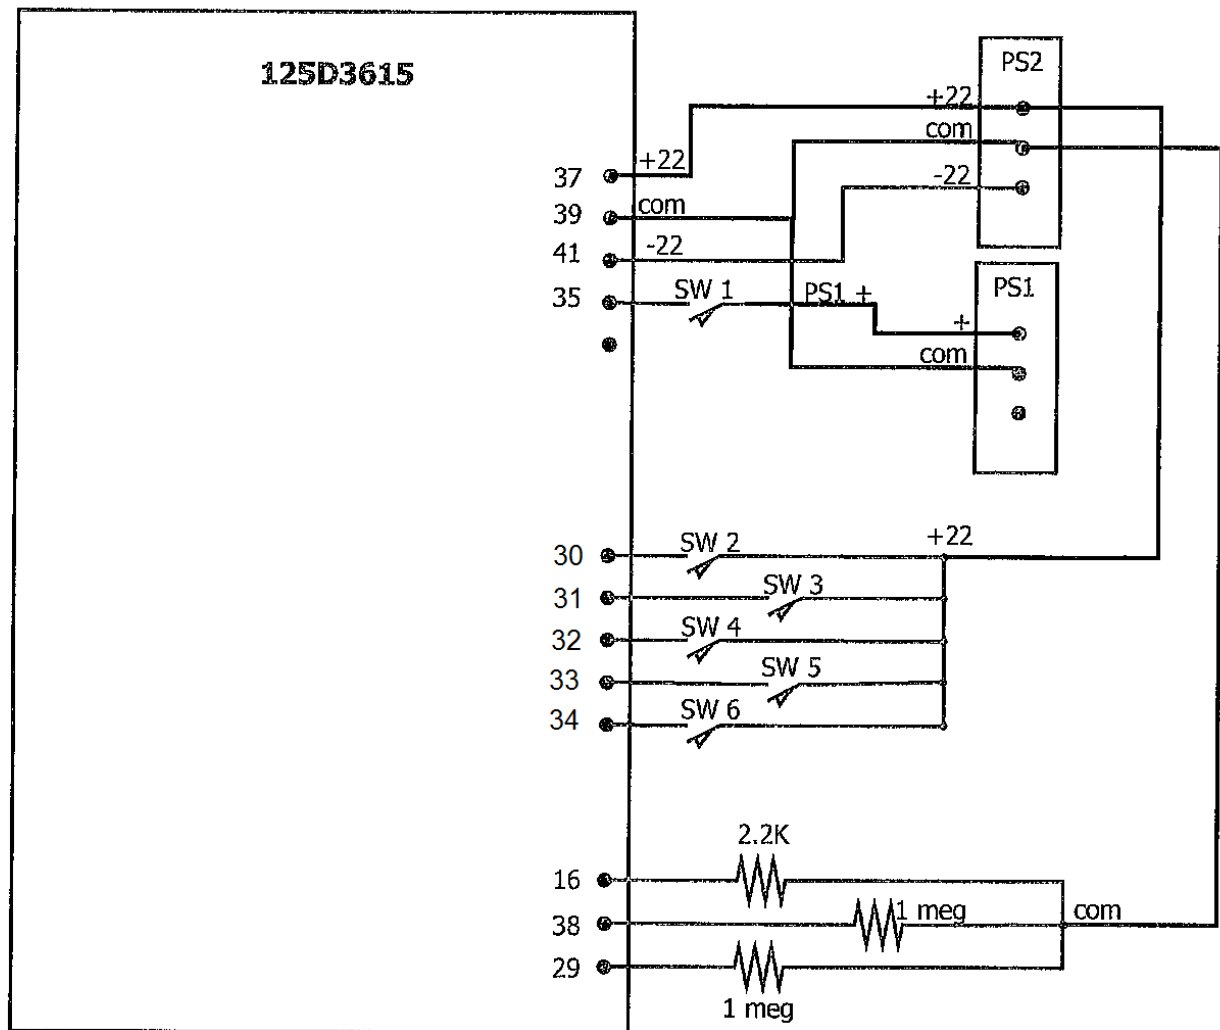 125D3615
PS2
+22
com
-22
37 +22
39 com
41 -22
35 SW 1 PS1 +
PS1
+
com
30 SW 2 +22
31 SW 3
32 SW 4
33 SW 5
34 SW 6
2.2K
16
38 1 meg com
29
1 meg